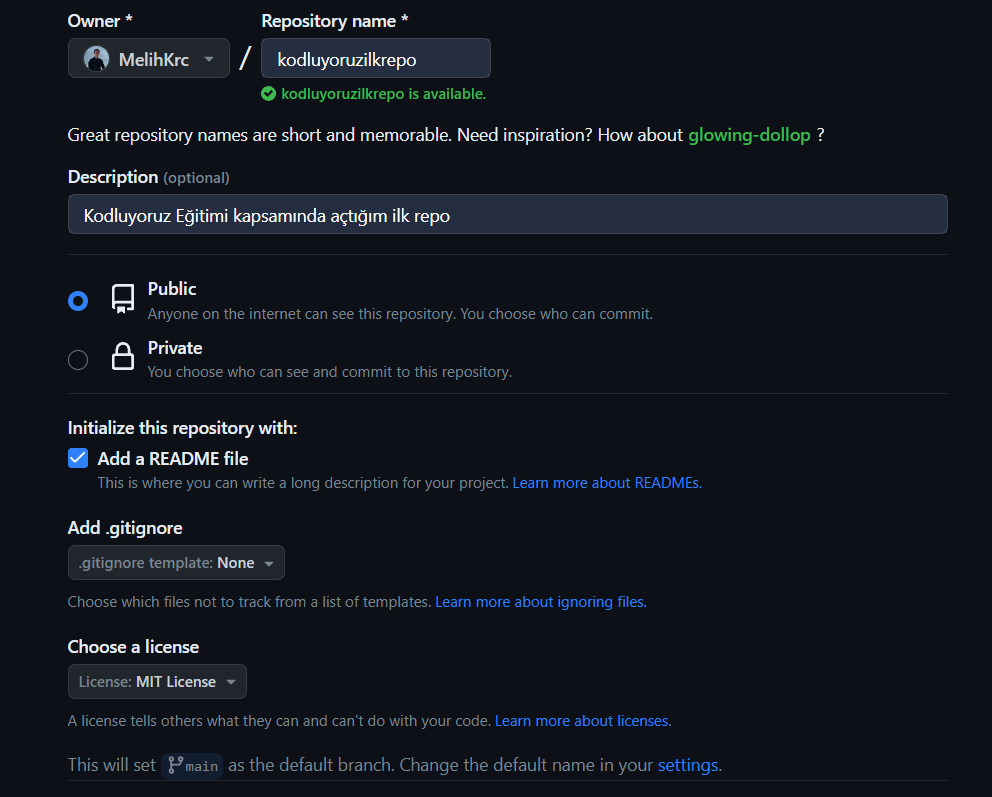 Owner * Repository name *
MelihKrc / kodluyoruzilkrepo
kodluyoruzilkrepo is available.
Great repository names are short and memorable. Need inspiration? How about glowing-dollop ?
Description (optional)
Kodluyoruz Eğitimi kapsamında açtığım ilk repo
Public
Anyone on the internet can see this repository. You choose who can commit.
Private
You choose who can see and commit to this repository.
Initialize this repository with:
Add a README file
This is where you can write a long description for your project. Learn more about READMEs.
Add .gitignore
.gitignore template: None
Choose which files not to track from a list of templates. Learn more about ignoring files.
Choose a license
License: MIT License
A license tells others what they can and can't do with your code. Learn more about licenses.
This will set main as the default branch. Change the default name in your settings.